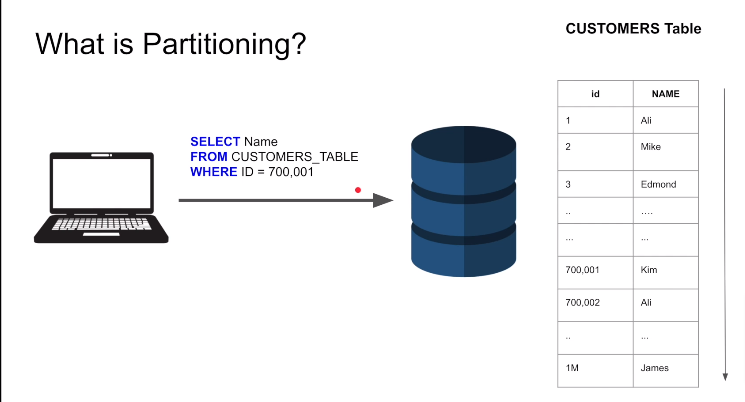 What is Partitioning?
CUSTOMERS Table
SELECT Name
FROM CUSTOMERS_TABLE
WHERE ID = 700,001
id NAME
1 Ali
2 Mike
3 Edmond
.. ....
... ...
700,001 Kim
700,002 Ali
.. ...
1M James